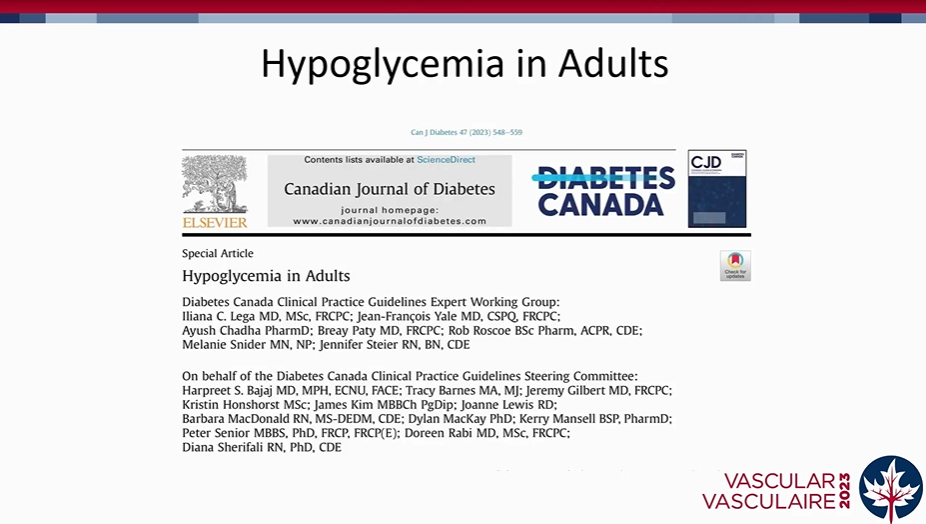 Hypoglycemia in Adults
Can J Diabetes 47 (2023) 548–559
Contents lists available at ScienceDirect
Canadian Journal of Diabetes
journal homepage:
www.canadianjournalofdiabetes.com
ELSEVIER
DIABETES
CANADA
CJD
Special Article
Hypoglycemia in Adults
Check for
updates
Diabetes Canada Clinical Practice Guidelines Expert Working Group:
Iliana C. Lega MD, MSc, FRCPC; Jean-François Yale MD, CSPQ, FRCPC;
Ayush Chadha PharmD; Breay Paty MD, FRCPC; Rob Roscoe BSc Pharm, ACPR, CDE;
Melanie Snider MN, NP; Jennifer Steier RN, BN, CDE
On behalf of the Diabetes Canada Clinical Practice Guidelines Steering Committee:
Harpreet S. Bajaj MD, MPH, ECNU, FACE; Tracy Barnes MA, MJ; Jeremy Gilbert MD, FRCPC;
Kristin Honshorst MSc; James Kim MBBCh PgDip; Joanne Lewis RD;
Barbara MacDonald RN, MS-DEDM, CDE; Dylan MacKay PhD; Kerry Mansell BSP, PharmD;
Peter Senior MBBS, PhD, FRCP, FRCP(E); Doreen Rabi MD, MSc, FRCPC;
Diana Sherifali RN, PhD, CDE
VASCULAR
VASCULAIRE
2023